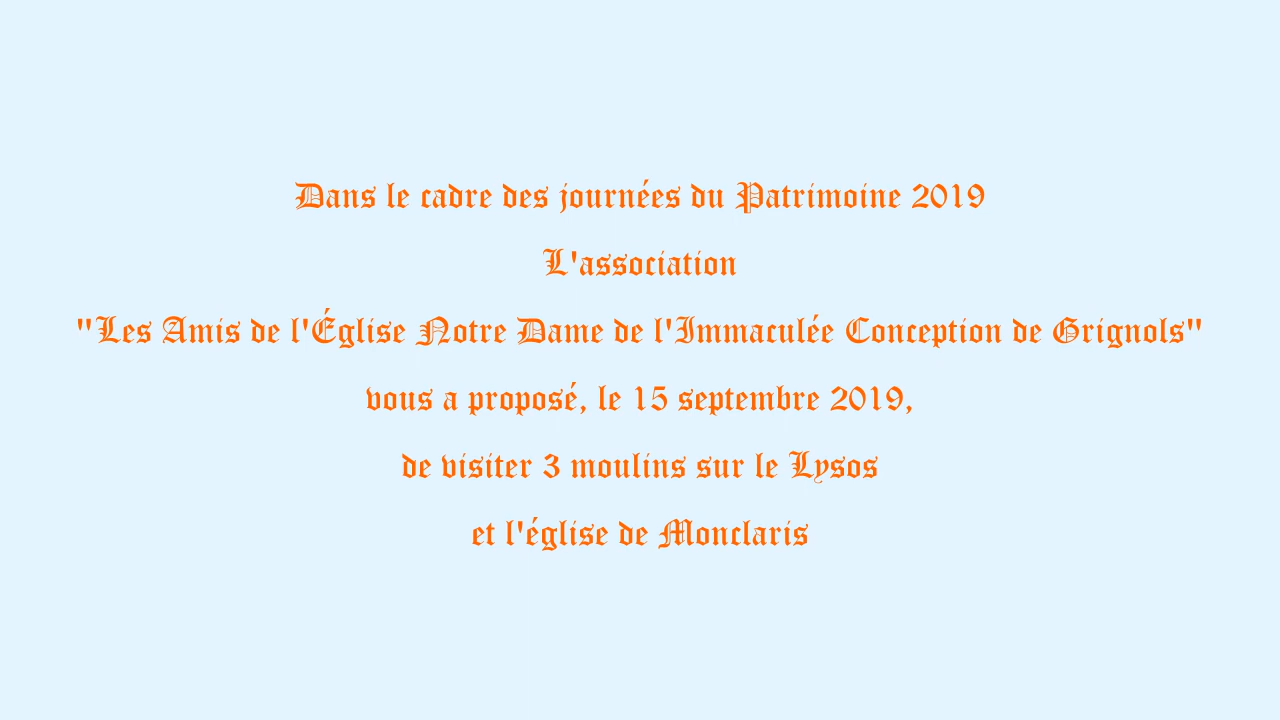 Dans le cadre des journées du Patrimoine 2019
L'association
"Les Amis de l'Église Notre Dame de l'Immaculée Conception de Grignols"
vous a proposé, le 15 septembre 2019,
de visiter 3 moulins sur le Lysos
et l'église de Monclaris